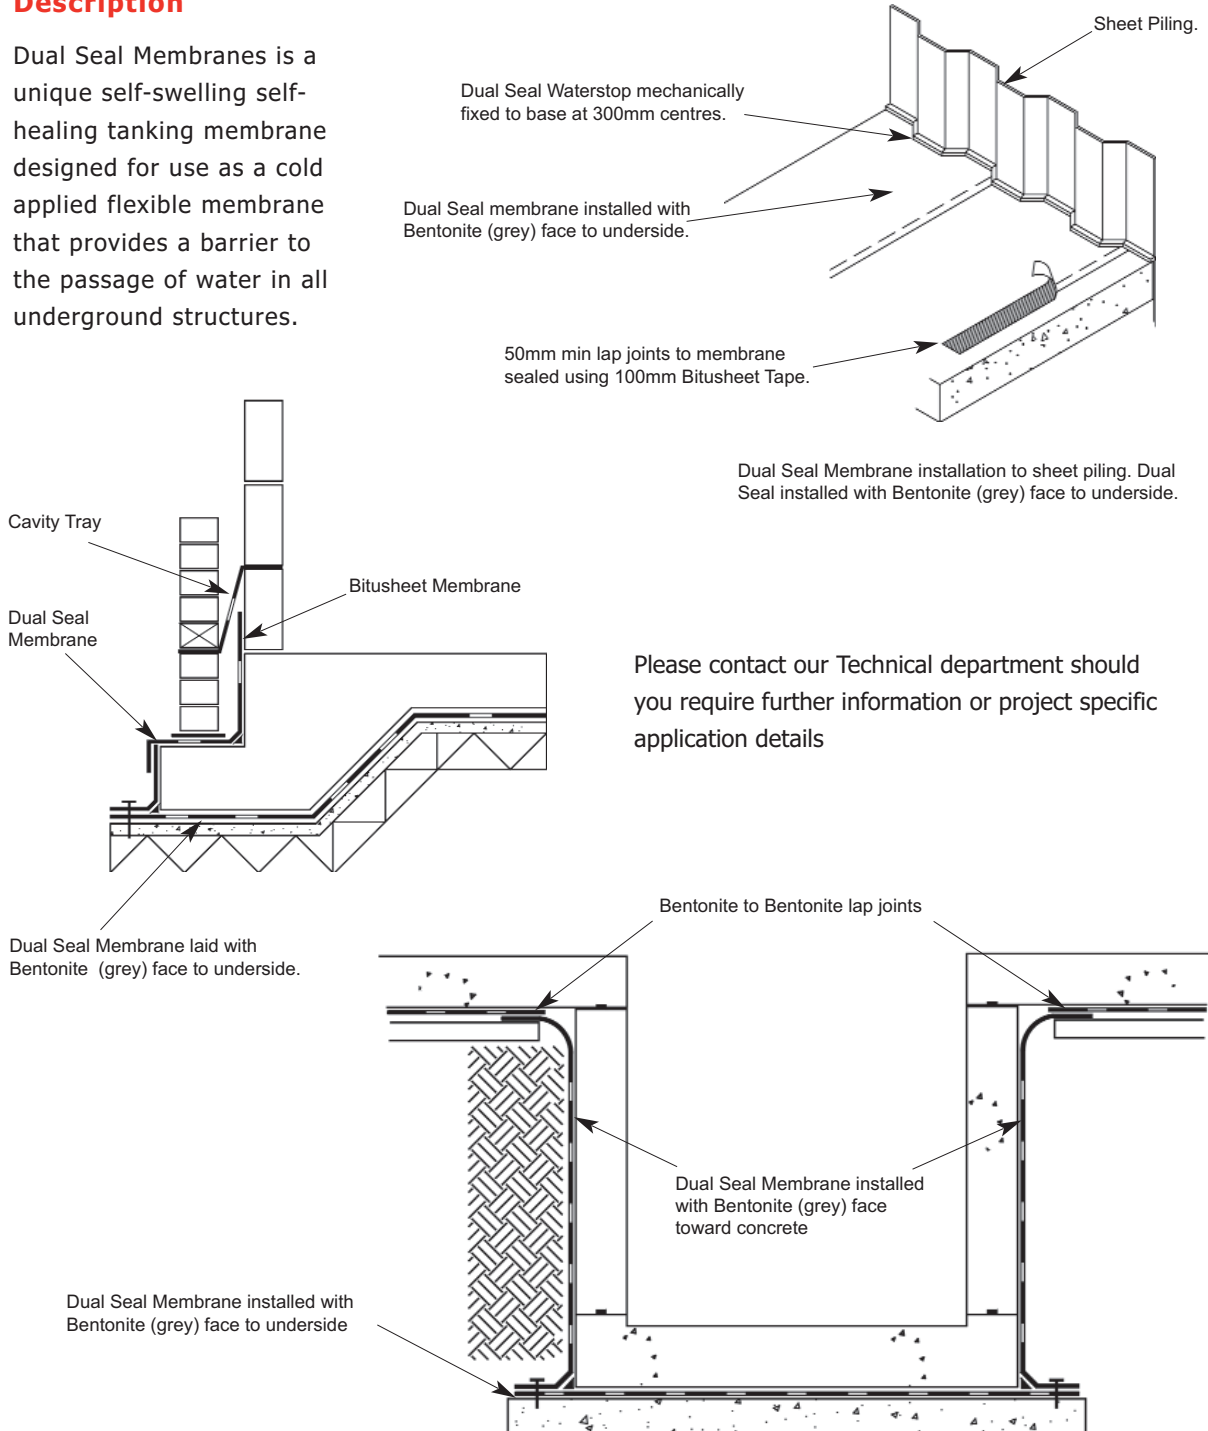 Description
Dual Seal Membranes is a
unique self-swelling self-
healing tanking membrane
designed for use as a cold
applied flexible membrane
that provides a barrier to
the passage of water in all
underground structures.
Sheet Piling.
Dual Seal Waterstop mechanically
fixed to base at 300mm centres.
Dual Seal membrane installed with
Bentonite (grey) face to underside.
50mm min lap joints to membrane
sealed using 100mm Bitusheet Tape.
Dual Seal Membrane installation to sheet piling. Dual
Seal installed with Bentonite (grey) face to underside.
Cavity Tray
Bitusheet Membrane
Dual Seal
Membrane
Please contact our Technical department should
you require further information or project specific
application details
Dual Seal Membrane laid with
Bentonite (grey) face to underside.
Bentonite to Bentonite lap joints
Dual Seal Membrane installed
with Bentonite (grey) face
toward concrete
Dual Seal Membrane installed with
Bentonite (grey) face to underside